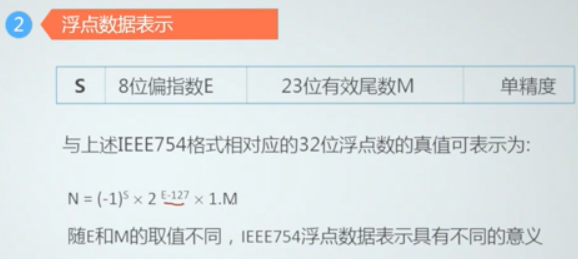 2 浮点数据表示
S 8位偏指数E 23位有效尾数M 单精度
与上述IEEE754格式相对应的32位浮点数的真值可表示为:
N = (-1)ˢ × 2 ᴱ⁻¹²⁷ × 1.M
随E和M的取值不同，IEEE754浮点数据表示具有不同的意义